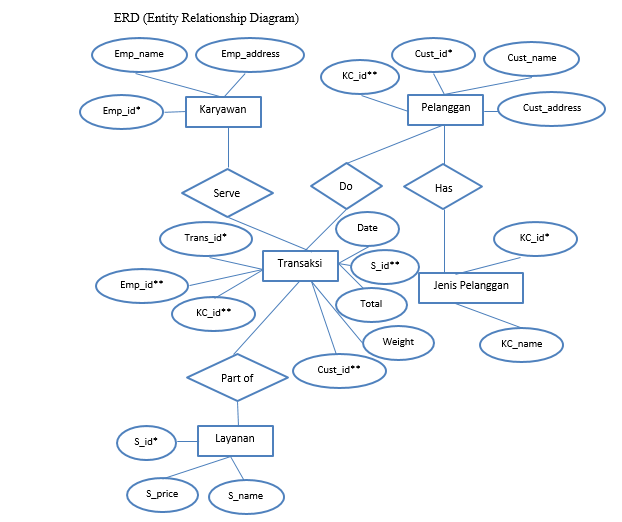 ERD (Entity Relationship Diagram)
Emp_name
Emp_address
Cust_id*
Cust_name
KC_id**
Emp_id*
Karyawan
Pelanggan
Cust_address
Serve
Do
Has
Trans_id*
Date
KC_id*
Transaksi
S_id**
Emp_id**
Jenis Pelanggan
KC_id**
Total
Weight
KC_name
Cust_id**
Part of
Layanan
S_id*
S_price
S_name